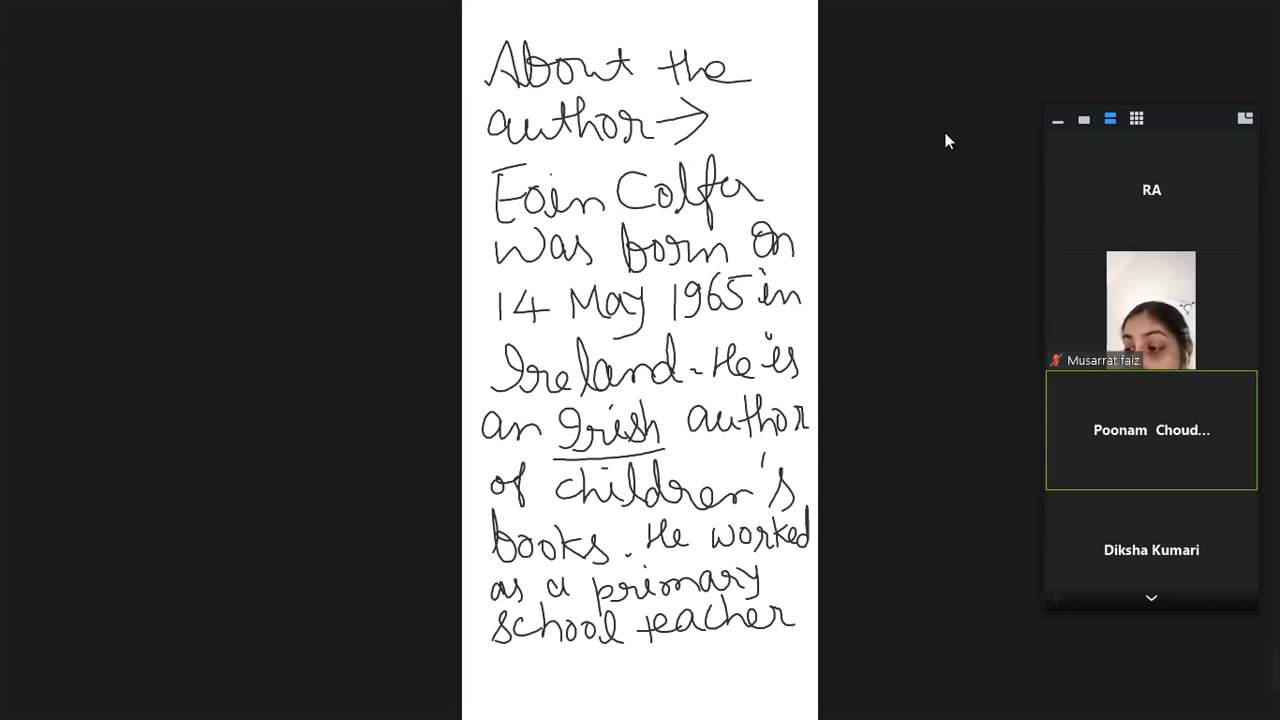 About the
author→
Eoin Colfer
was born on
14 May 1965 in
Ireland. He is
an Irish author
of children's
books. He worked
as a primary
school teacher
RA
Musarrat faiz
Poonam Choud...
Diksha Kumari